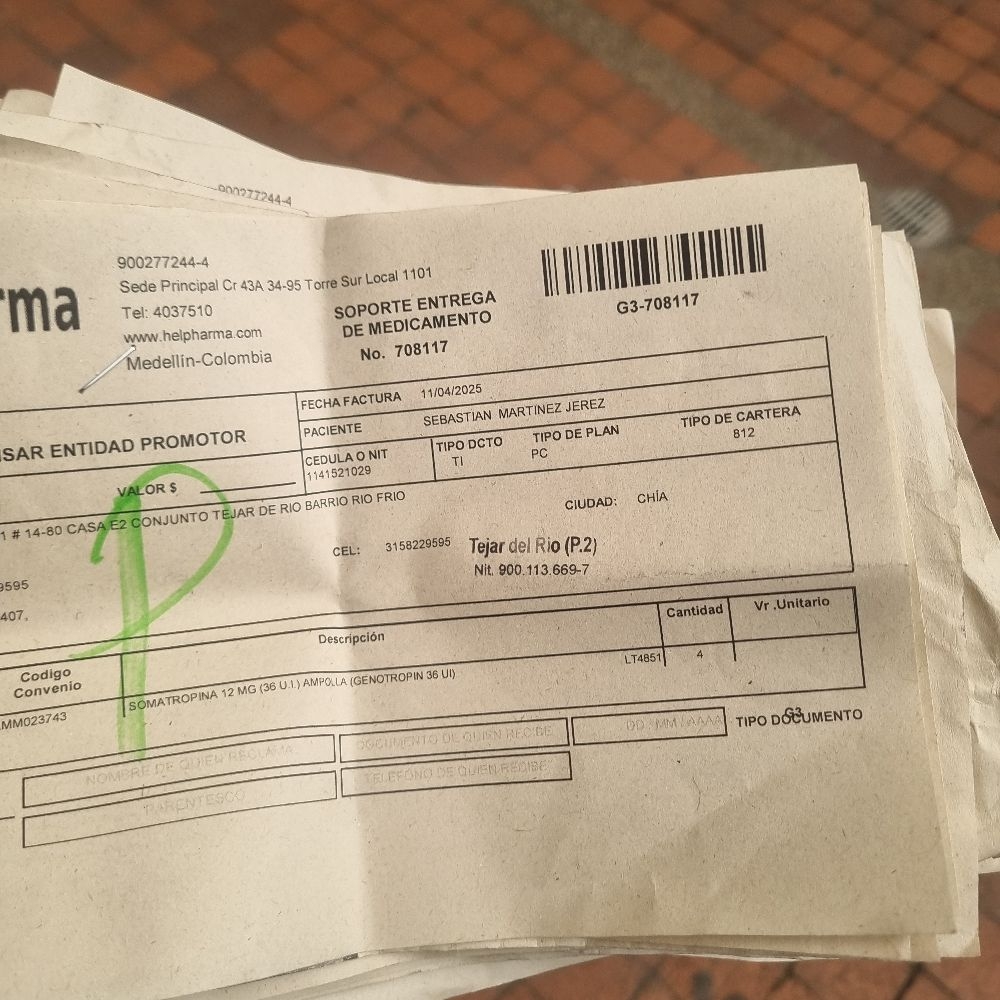 900277244-4
rma
900277244-4
Sede Principal Cr 43A 34-95 Torre Sur Local 1101
Tel: 4037510
www.helpharma.com
Medellín-Colombia
SOPORTE ENTREGA
DE MEDICAMENTO
No. 708117
G3-708117
FECHA FACTURA 11/04/2025
PACIENTE SEBASTIAN MARTINEZ JEREZ
ISAR ENTIDAD PROMOTOR
CEDULA O NIT
1141521029
TIPO DCTO
TI
TIPO DE PLAN
PC
TIPO DE CARTERA
812
VALOR $
P
1 # 14-80 CASA E2 CONJUNTO TEJAR DE RIO BARRIO RIO FRIO
CIUDAD: CHÍA
CEL: 3158229595
Tejar del Rio (P.2)
Nit. 900.113.669-7
9595
407,
Codigo
Convenio
Descripción
Cantidad
Vr .Unitario
MM023743
SOMATROPINA 12 MG (36 U.I.) AMPOLLA (GENOTROPIN 36 UI)
LT4851
4
G3
TIPO DOCUMENTO
NOMBRE DE QUIEN RECLAMA
DOCUMENTO DE QUIEN RECIBE
DD / MM / AAAA
PARENTESCO
TELEFONO DE QUIEN RECIBE